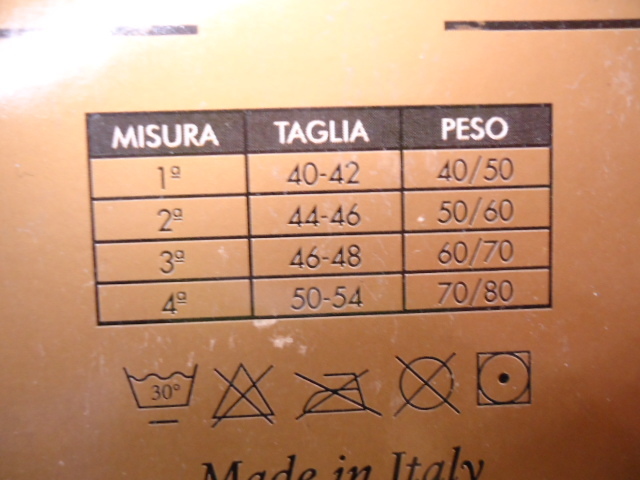 MISURA TAGLIA PESO
1ª 40-42 40/50
2ª 44-46 50/60
3ª 46-48 60/70
4ª 50-54 70/80
30°
Made in Italy